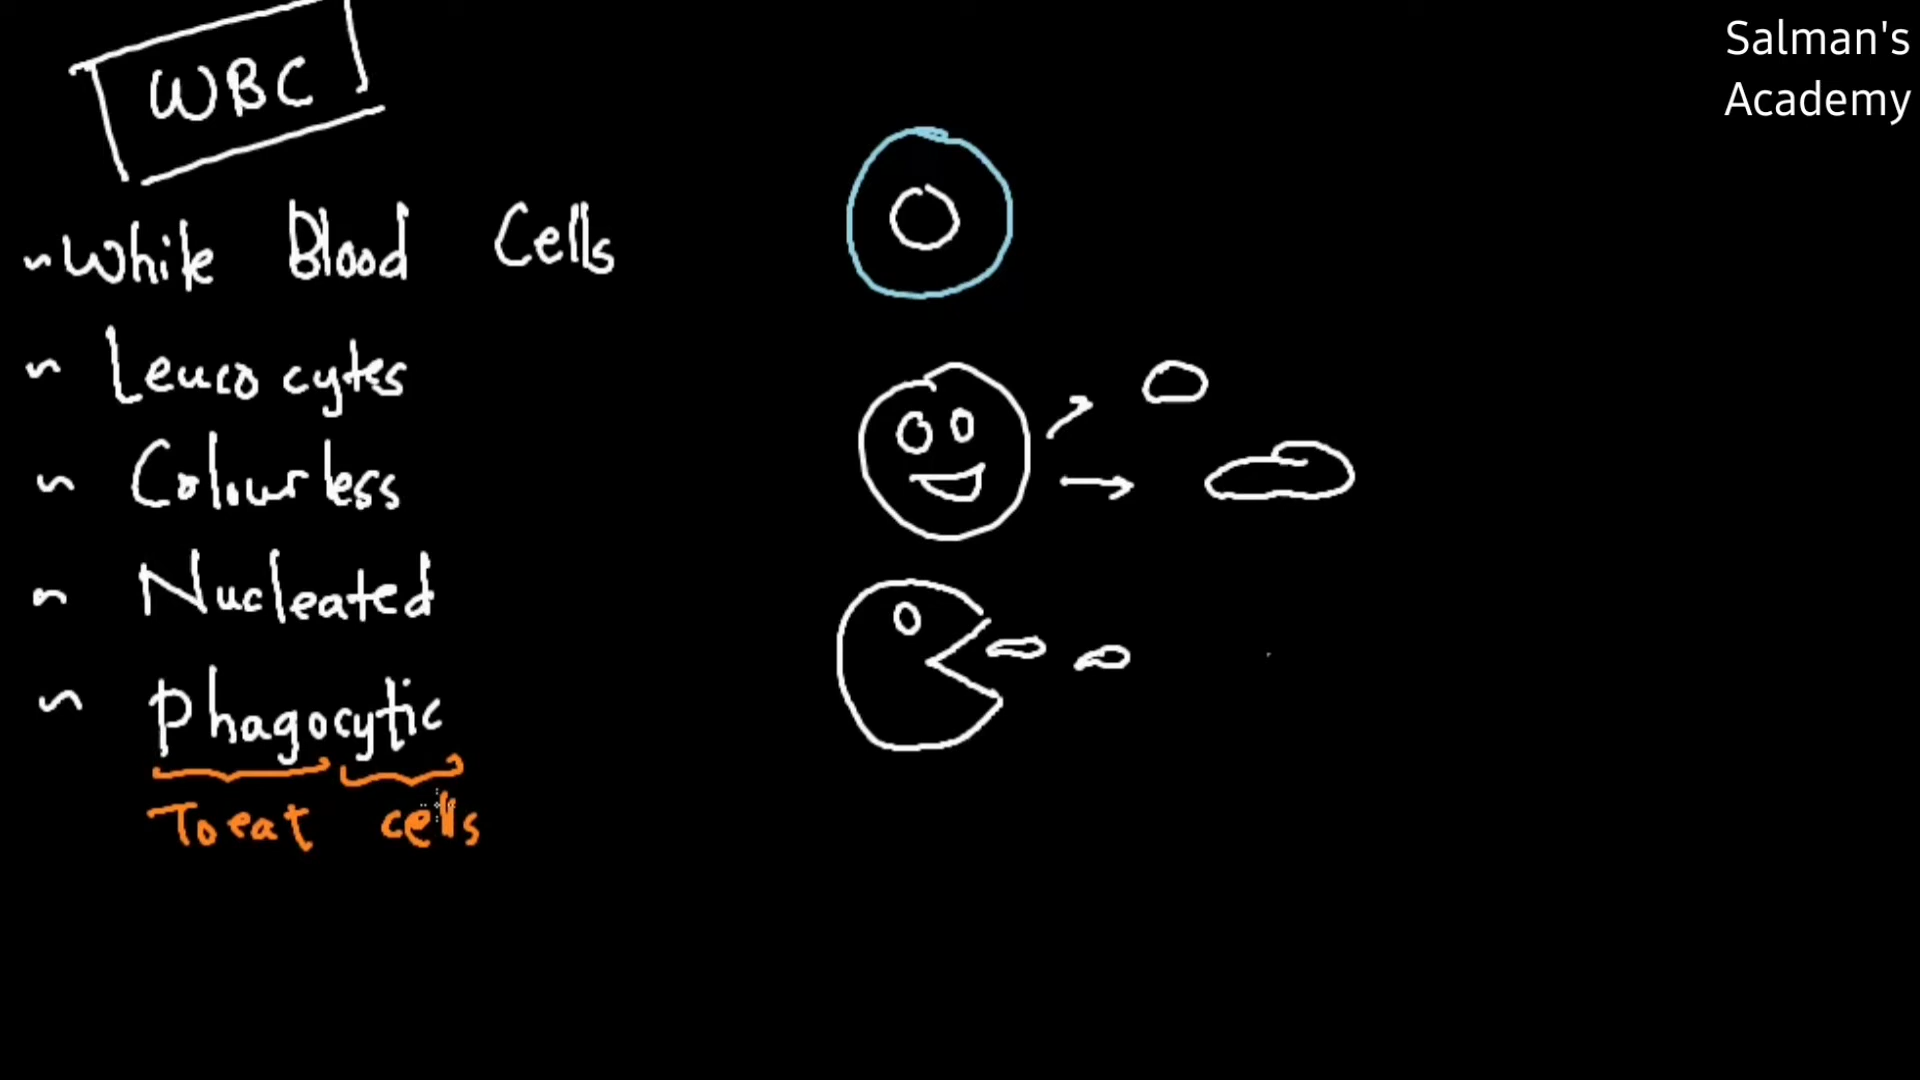 WBC
Salman's
Academy
~ White Blood Cells
~ Leucocytes
~ Colourless
~ Nucleated
~ Phagocytic
To eat cells